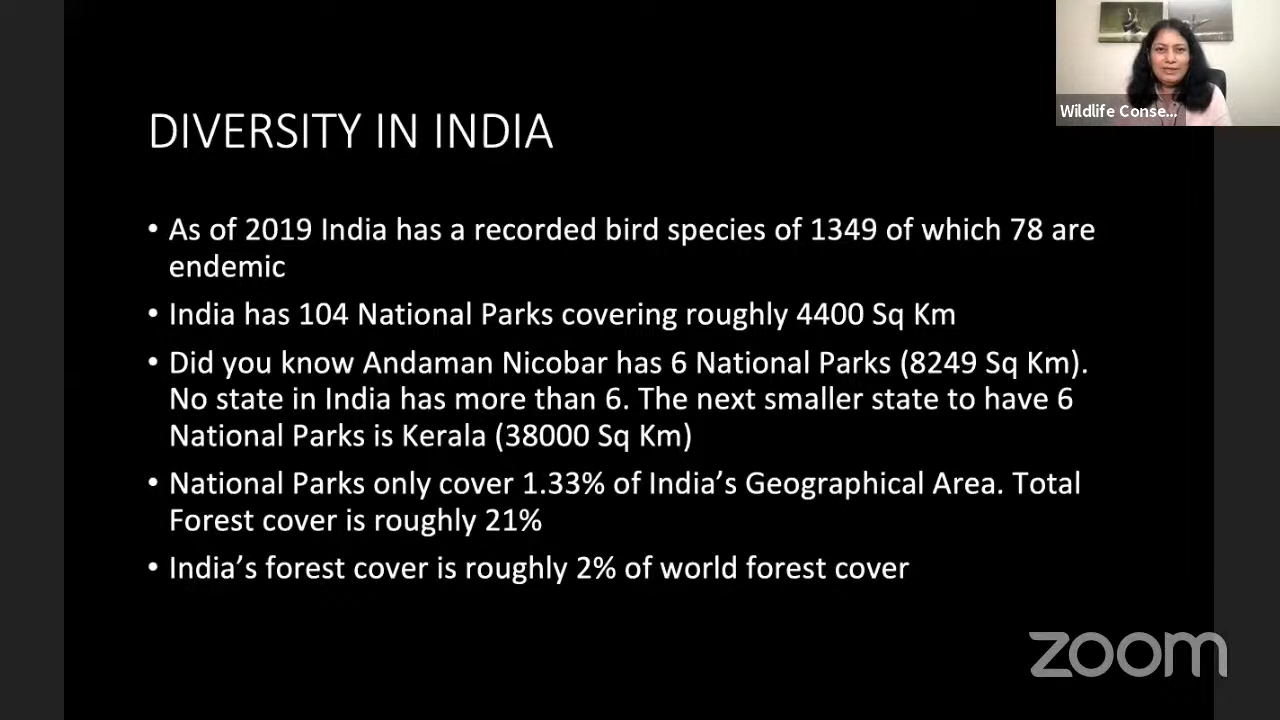 Wildlife Conse...
DIVERSITY IN INDIA
• As of 2019 India has a recorded bird species of 1349 of which 78 are
endemic
• India has 104 National Parks covering roughly 4400 Sq Km
• Did you know Andaman Nicobar has 6 National Parks (8249 Sq Km).
No state in India has more than 6. The next smaller state to have 6
National Parks is Kerala (38000 Sq Km)
• National Parks only cover 1.33% of India’s Geographical Area. Total
Forest cover is roughly 21%
• India’s forest cover is roughly 2% of world forest cover
zoom